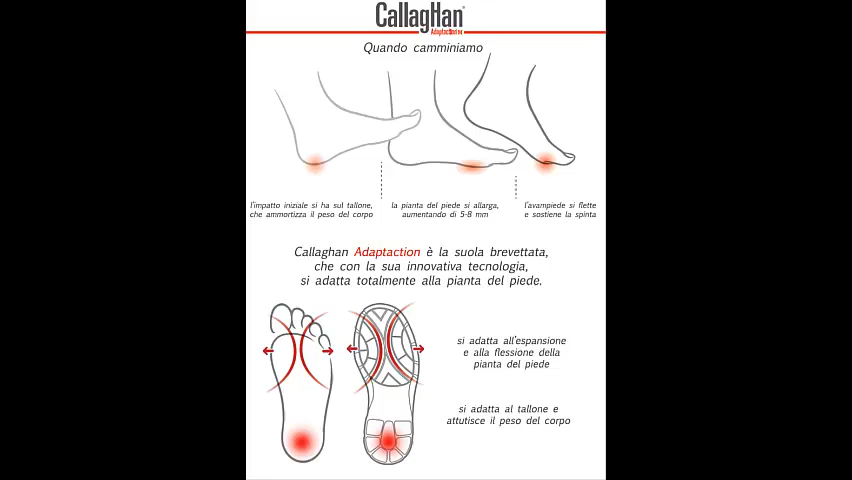 CallagHan
Adaptaction
Quando camminiamo
l'impatto iniziale si ha sul tallone,
che ammortizza il peso del corpo
la pianta del piede si allarga,
aumentando di 5-8 mm
l'avampiede si flette
e sostiene la spinta
Callaghan Adaptaction è la suola brevettata,
che con la sua innovativa tecnologia,
si adatta totalmente alla pianta del piede.
si adatta all'espansione
e alla flessione della
pianta del piede
si adatta al tallone e
attutisce il peso del corpo